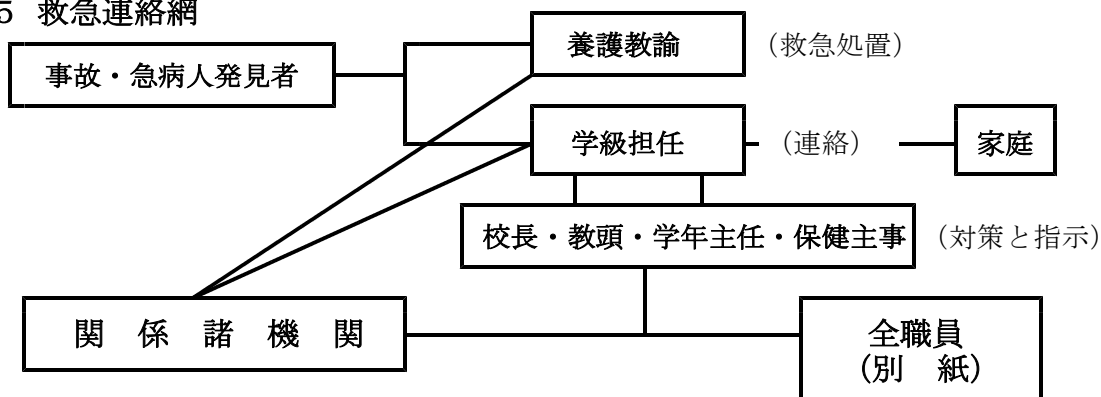 5 救急連絡網
養護教諭 （救急処置）
事故・急病人発見者
学級担任 （連絡） 家庭
校長・教頭・学年主任・保健主事 （対策と指示）
関 係 諸 機 関
全職員
(別 紙)